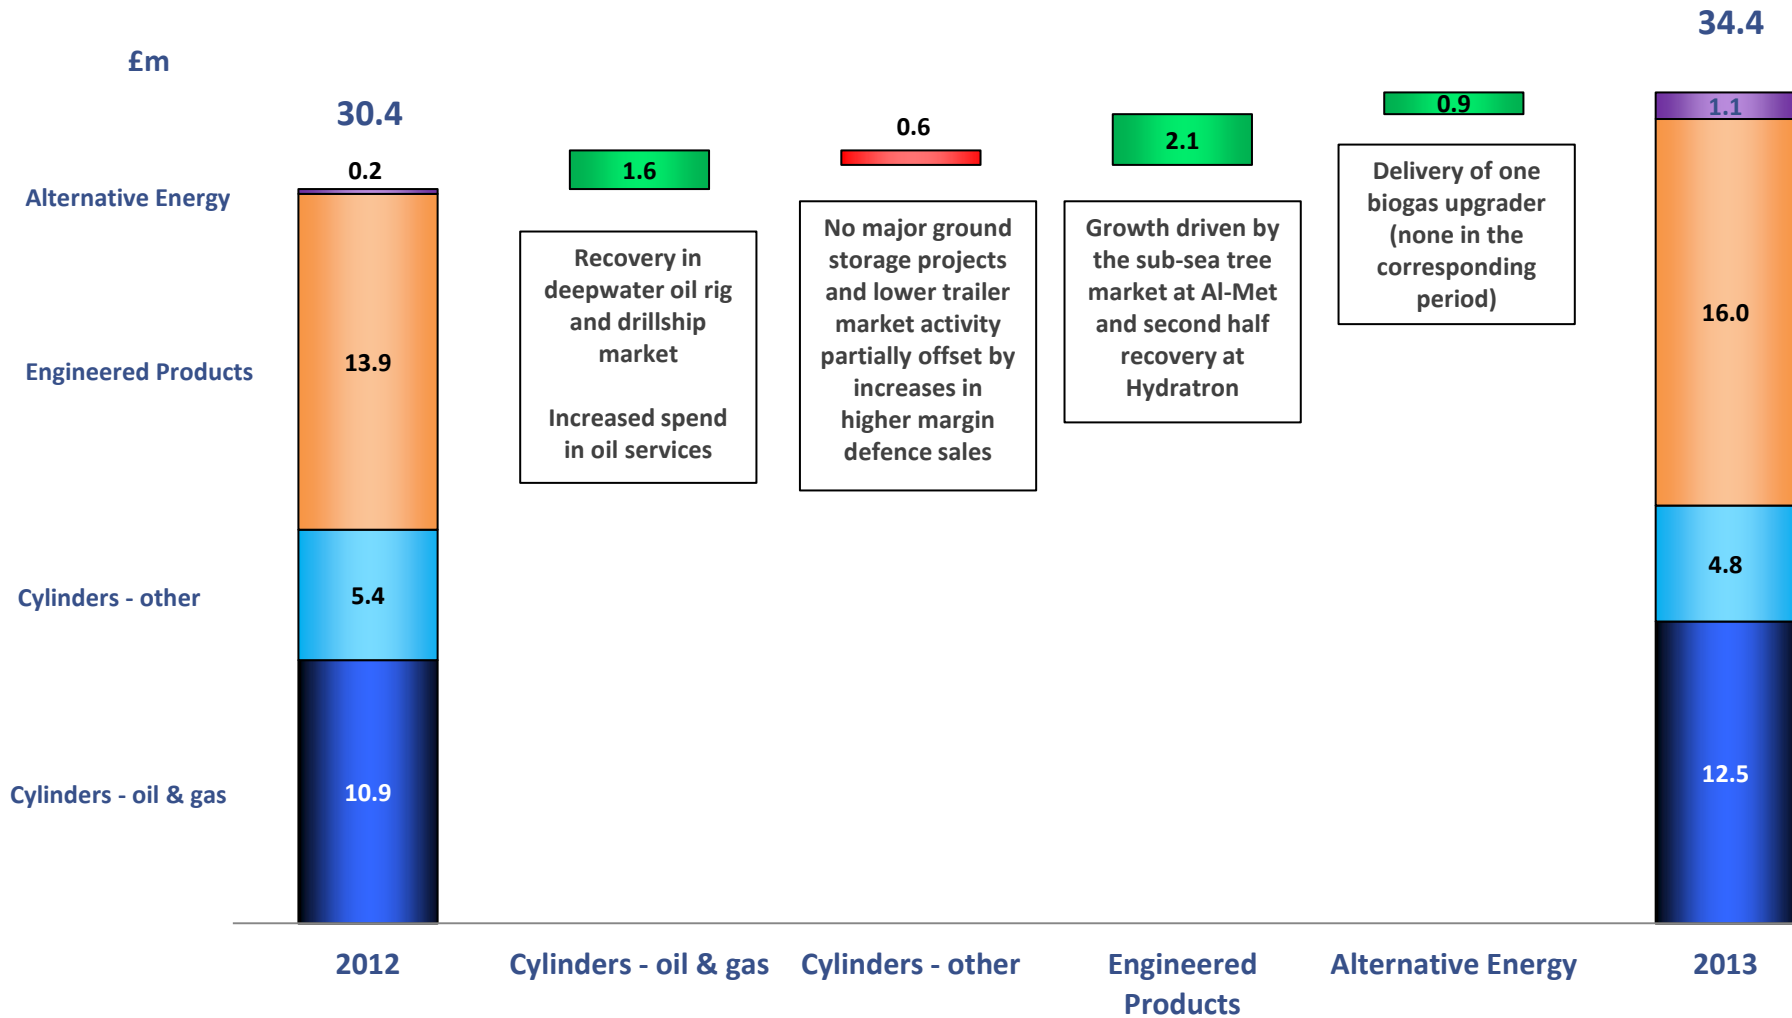 34.4
£m
30.4
0.2
Alternative Energy
Engineered Products
13.9
Cylinders - other
5.4
Cylinders - oil & gas
10.9
1.6
Recovery in
deepwater oil rig
and drillship
market
Increased spend
in oil services
0.6
No major ground
storage projects
and lower trailer
market activity
partially offset by
increases in
higher margin
defence sales
2.1
Growth driven by
the sub-sea tree
market at Al-Met
and second half
recovery at
Hydratron
0.9
Delivery of one
biogas upgrader
(none in the
corresponding
period)
1.1
16.0
4.8
12.5
2012
Cylinders - oil & gas
Cylinders - other
Engineered
Products
Alternative Energy
2013